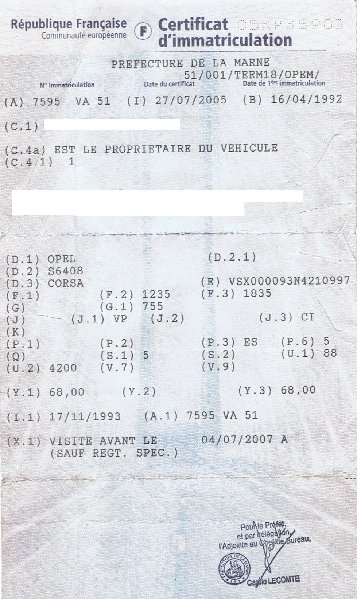 République Française
Communauté européenne
F
Certificat
d'immatriculation
PREFECTURE DE LA MARNE
51/001/TERM18/OPEM/
N° Immatriculation Date du certificat Date de 1ère immatriculation
(A) 7595 VA 51 (I) 27/07/2005 (B) 16/04/1992
(C.1)
(C.4a) EST LE PROPRIETAIRE DU VEHICULE
(C.4.1) 1
(D.1) OPEL (D.2.1)
(D.2) S6408
(D.3) CORSA (E) VSX000093N4210997
(F.1) (F.2) 1235 (F.3) 1835
(G) (G.1) 755
(J) (J.1) VP (J.2) (J.3) CI
(K)
(P.1) (P.2) (P.3) ES (P.6) 5
(Q) (S.1) 5 (S.2) (U.1) 88
(U.2) 4200 (V.7) (V.9)
(Y.1) 68,00 (Y.2) (Y.3) 68,00
(I.1) 17/11/1993 (A.1) 7595 VA 51
(X.1) VISITE AVANT LE 04/07/2007 A
(SAUF REGT. SPEC.)
Pour le Préfet,
et par délégation,
l'Adjointe au Chef de Bureau,
LECOMTE